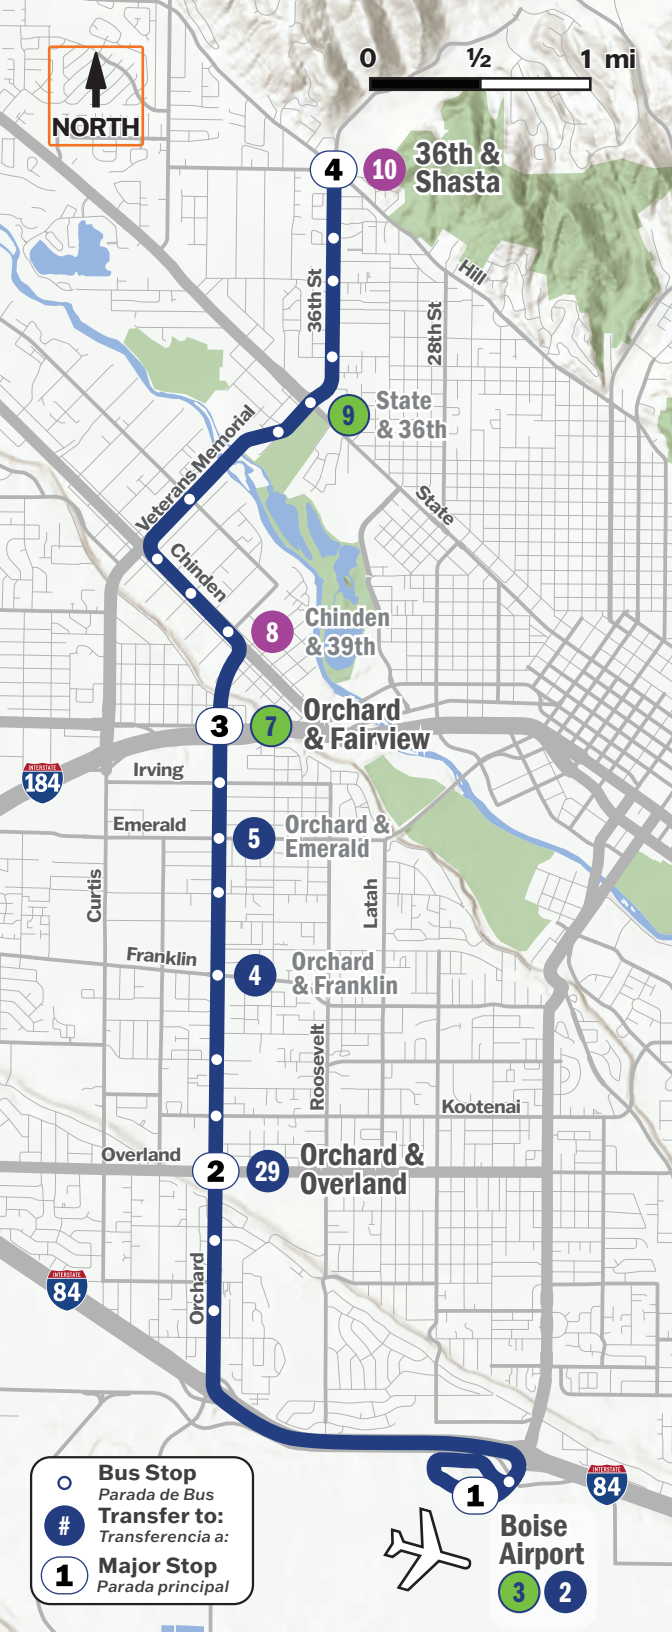 0 ½ 1 mi
NORTH
4 10 36th &
Shasta
Hill
36th St
28th St
9 State
& 36th
Veterans Memorial
State
Chinden
8 Chinden
& 39th
3 7 Orchard
& Fairview
INTERSTATE
184
Irving
Emerald
5 Orchard &
Emerald
Curtis
Latah
Franklin
4 Orchard
& Franklin
Roosevelt
Kootenai
Overland
2 29 Orchard &
Overland
Orchard
INTERSTATE
84
INTERSTATE
84
1
Boise
Airport
3 2
Bus Stop
Parada de Bus
# Transfer to:
Transferencia a:
1 Major Stop
Parada principal